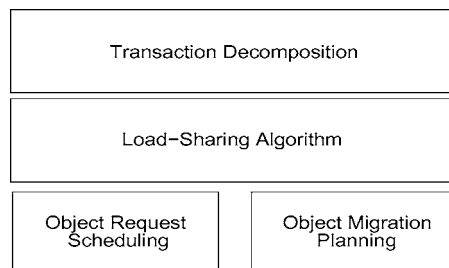 Transaction Decomposition
Load-Sharing Algorithm
Object Request
Scheduling
Object Migration
Planning